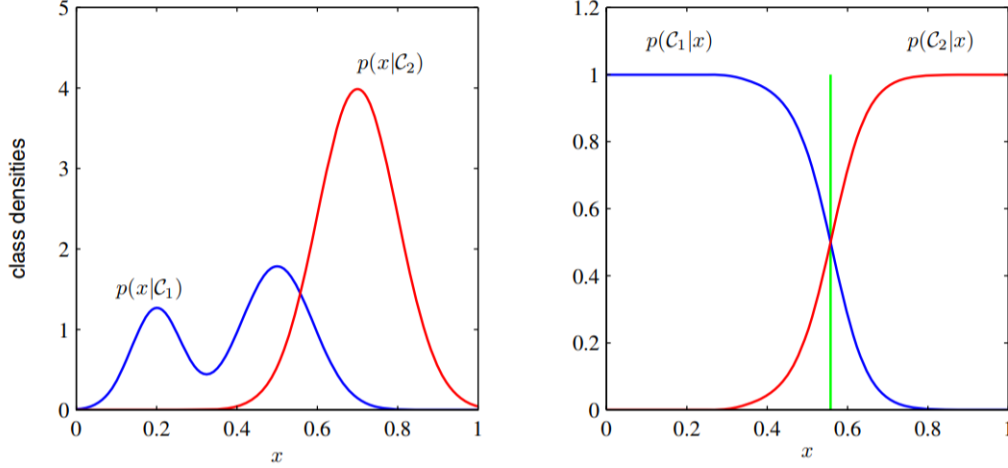 5
4
3
2
1
0
class densities
p(x|C₂)
p(x|C₁)
0 0.2 0.4 0.6 0.8 1
x
1.2
1
0.8
0.6
0.4
0.2
0
p(C₁|x)
p(C₂|x)
0 0.2 0.4 0.6 0.8 1
x